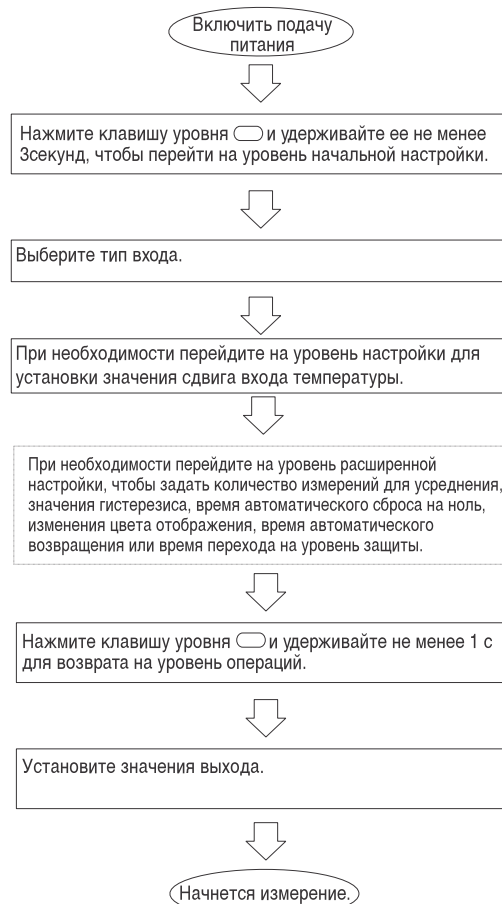 Включить подачу
питания
Нажмите клавишу уровня и удерживайте ее не менее
3секунд, чтобы перейти на уровень начальной настройки.
Выберите тип входа.
При необходимости перейдите на уровень настройки для
установки значения сдвига входа температуры.
При необходимости перейдите на уровень расширенной
настройки, чтобы задать количество измерений для усреднения,
значения гистерезиса, время автоматического сброса на ноль,
изменения цвета отображения, время автоматического
возвращения или время перехода на уровень защиты.
Нажмите клавишу уровня и удерживайте не менее 1 с
для возврата на уровень операций.
Установите значения выхода.
Начнется измерение.